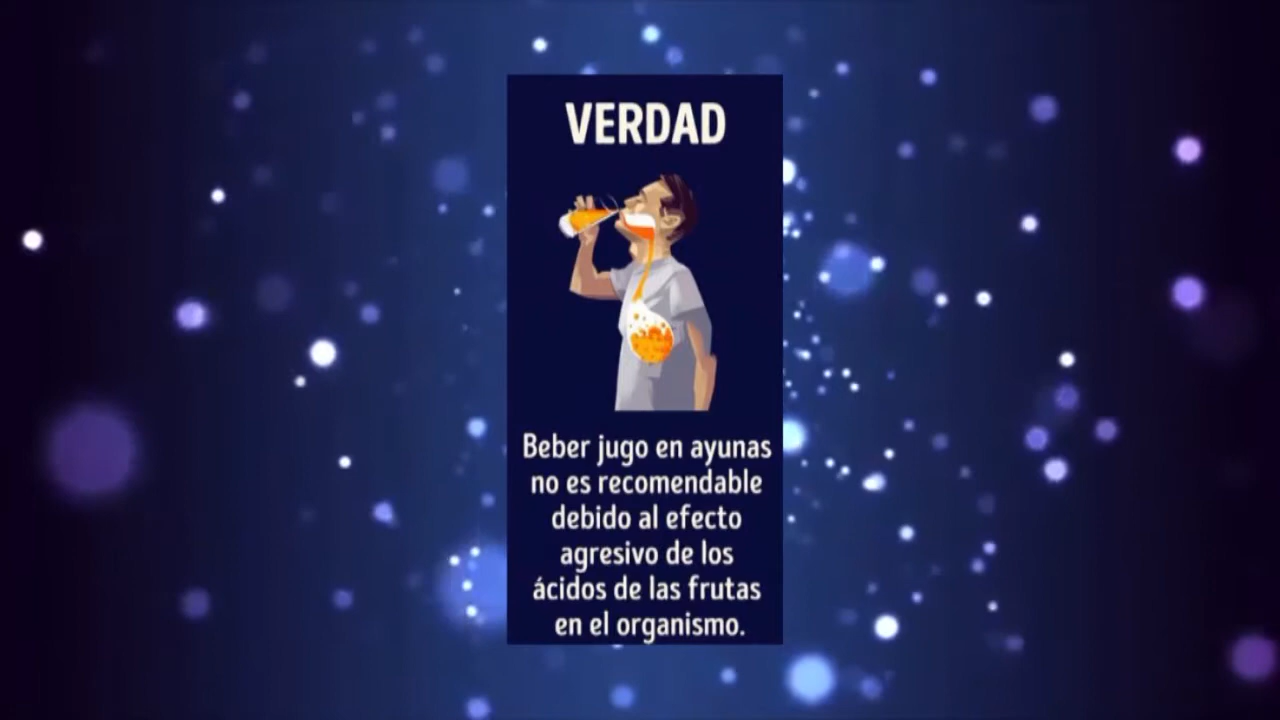 VERDAD
Beber jugo en ayunas
no es recomendable
debido al efecto
agresivo de los
ácidos de las frutas
en el organismo.